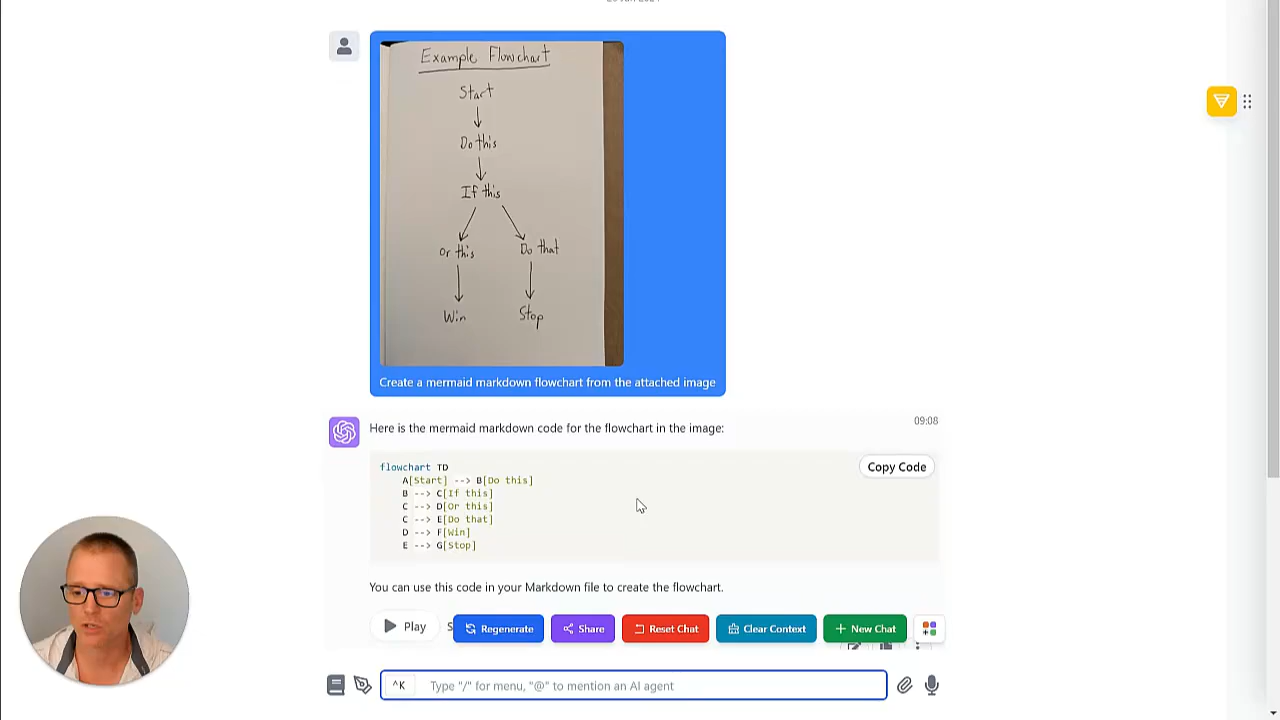 Example Flowchart
Start
Do this
If this
Or this Do that
Win Stop
Create a mermaid markdown flowchart from the attached image
09:08
Here is the mermaid markdown code for the flowchart in the image:
Copy Code
flowchart TD
A[Start] --> B[Do this]
B --> C[If this]
C --> D[Or this]
C --> E[Do that]
D --> F[Win]
E --> G[Stop]
You can use this code in your Markdown file to create the flowchart.
Play S Regenerate Share Reset Chat Clear Context + New Chat
^K Type "/" for menu, "@" to mention an AI agent